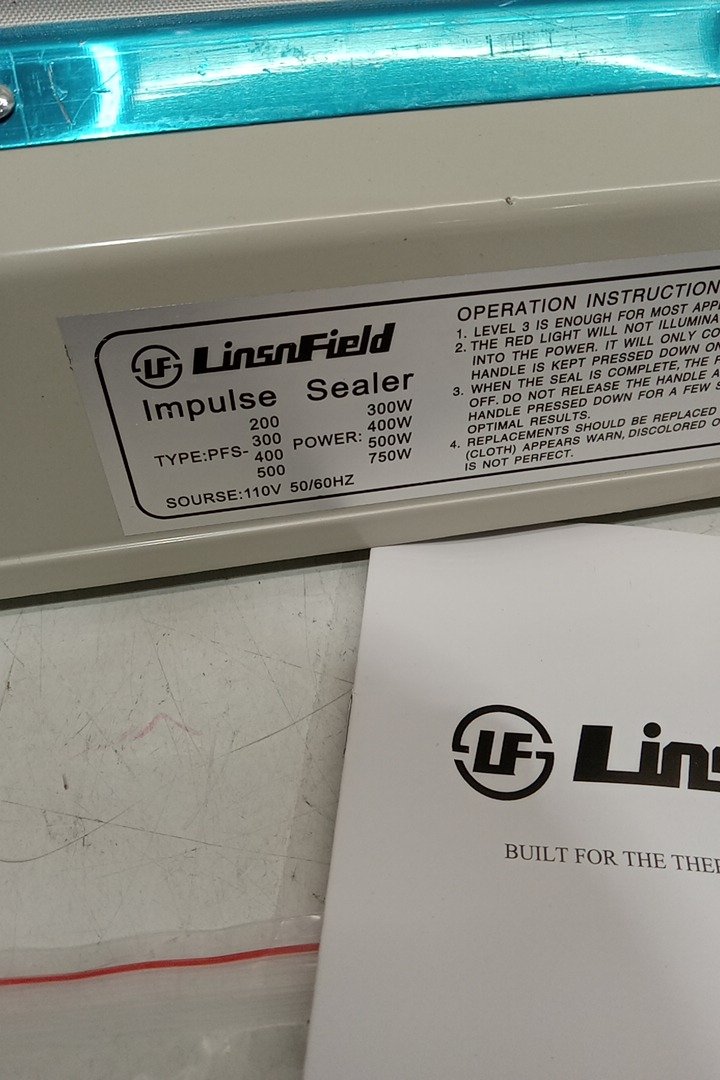 LF LinsnField
Impulse Sealer
TYPE:PFS-
200
300
400
500
POWER:
300W
400W
500W
750W
SOURSE:110V 50/60HZ
OPERATION INSTRUCTION
1. LEVEL 3 IS ENOUGH FOR MOST
2. THE RED LIGHT WILL NOT
INTO THE POWER. IT WILL ONLY
HANDLE IS KEPT PRESSED DOWN
3. WHEN THE SEAL IS COMPLETE, THE
OFF. DO NOT RELEASE THE HANDLE
HANDLE PRESSED DOWN FOR A FEW
OPTIMAL RESULTS.
4. REPLACEMENTS SHOULD BE REPLACED
(CLOTH) APPEARS WARN, DISCOLORED
IS NOT PERFECT.
LF Lins
BUILT FOR THE